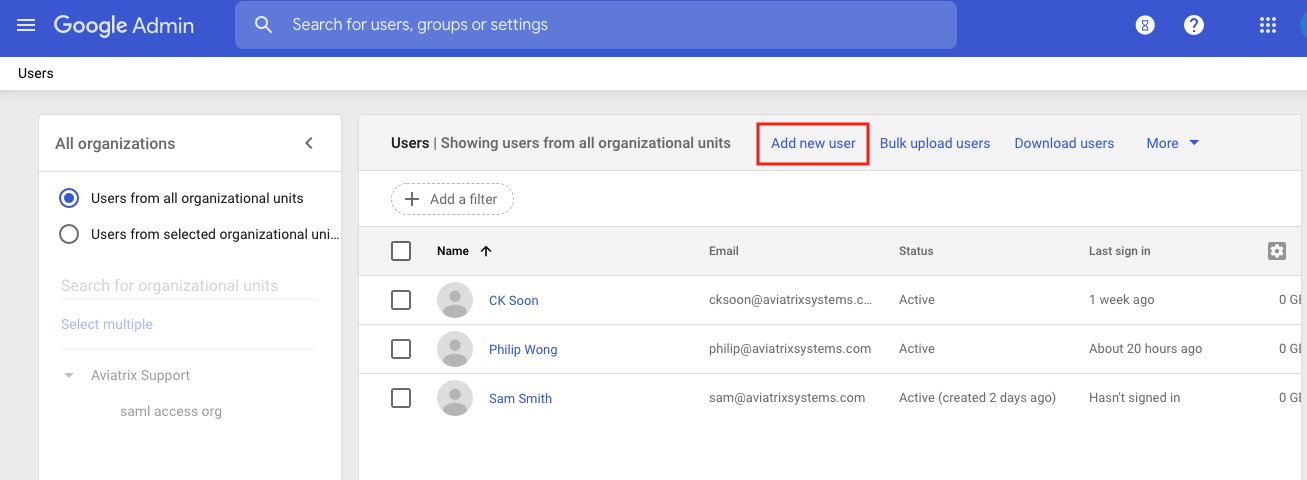 Google Admin
Search for users, groups or settings
Users
All organizations
Users from all organizational units
Users from selected organizational uni...
Search for organizational units
Select multiple
Aviatrix Support
saml access org
Users | Showing users from all organizational units
Add new user
Bulk upload users
Download users
More
Add a filter
Name Email Status Last sign in
CK Soon cksoon@aviatrixsystems.c... Active 1 week ago 0 GE
Philip Wong philip@aviatrixsystems.com Active About 20 hours ago 0 GE
Sam Smith sam@aviatrixsystems.com Active (created 2 days ago) Hasn't signed in 0 GE